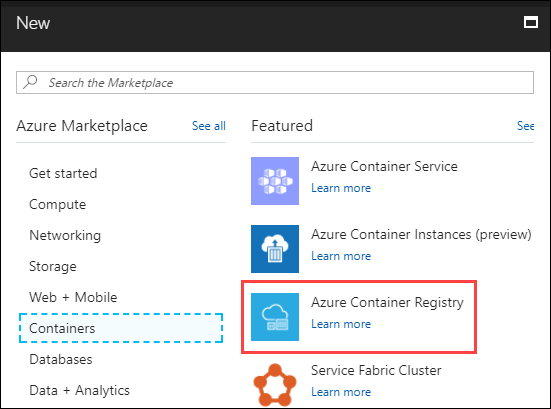 New
Search the Marketplace
Azure Marketplace
See all
Get started
Compute
Networking
Storage
Web + Mobile
Containers
Databases
Data + Analytics
Featured
See
Azure Container Service
Learn more
Azure Container Instances (preview)
Learn more
Azure Container Registry
Learn more
Service Fabric Cluster
Learn more